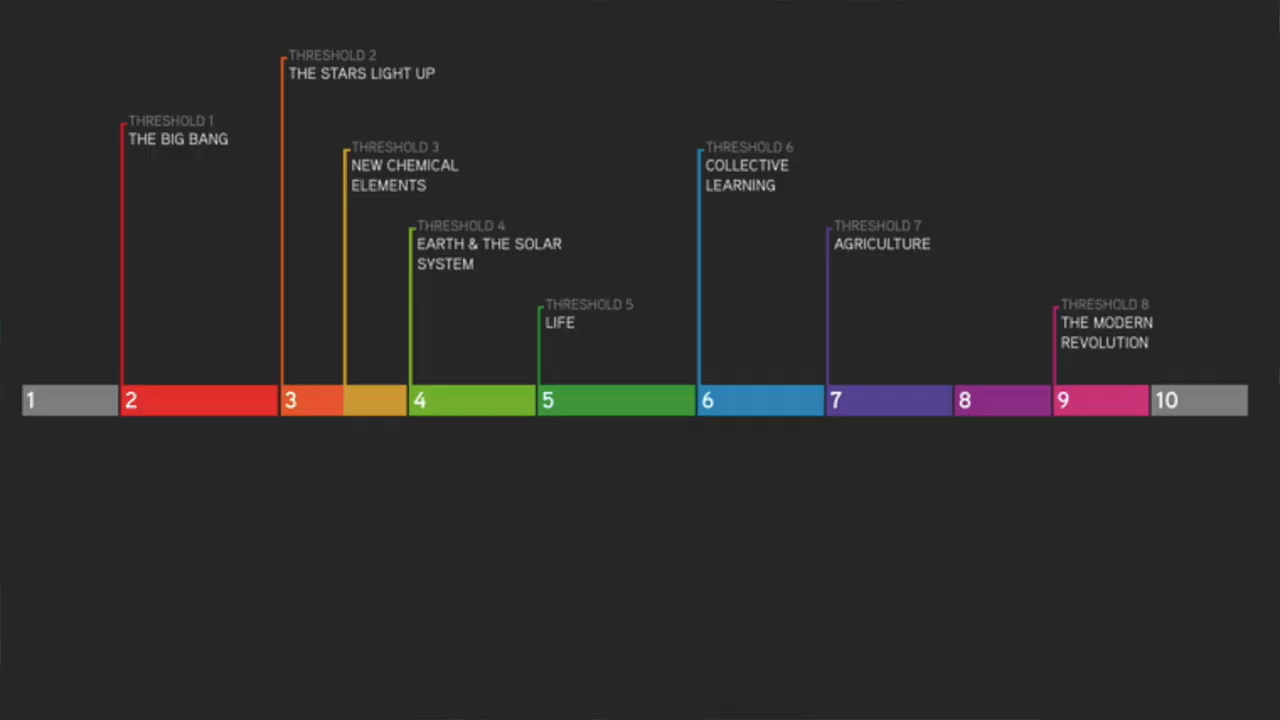 THRESHOLD 1
THE BIG BANG
THRESHOLD 2
THE STARS LIGHT UP
THRESHOLD 3
NEW CHEMICAL
ELEMENTS
THRESHOLD 4
EARTH & THE SOLAR
SYSTEM
THRESHOLD 5
LIFE
THRESHOLD 6
COLLECTIVE
LEARNING
THRESHOLD 7
AGRICULTURE
THRESHOLD 8
THE MODERN
REVOLUTION
1 2 3 4 5 6 7 8 9 10